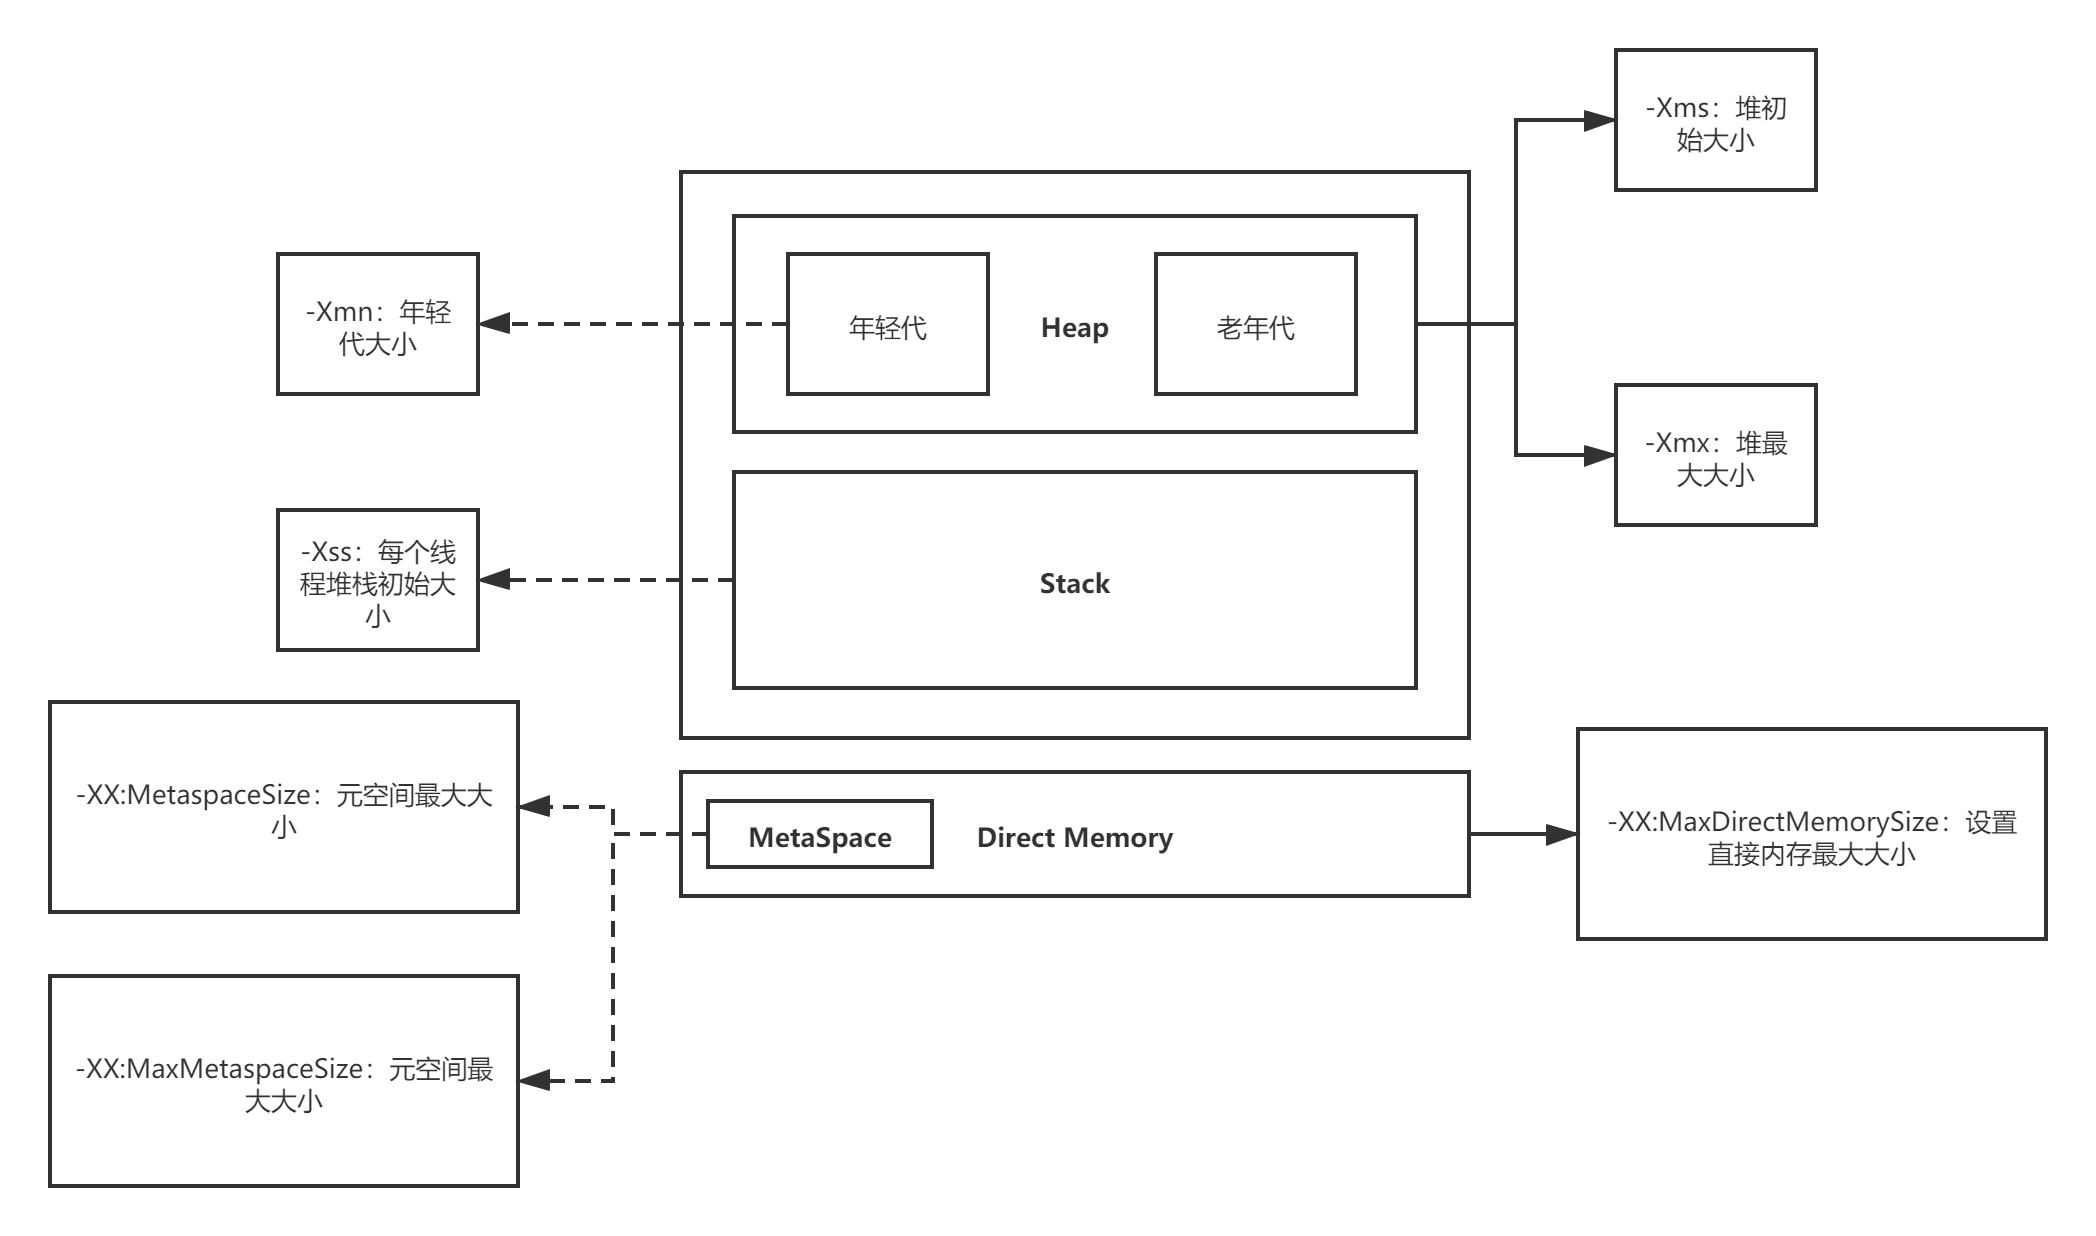 -Xms：堆初
始大小
-Xmn：年轻
代大小
年轻代
Heap
老年代
-Xmx：堆最
大大小
-Xss：每个线
程堆栈初始大
小
Stack
-XX:MetaspaceSize：元空间最大大
小
MetaSpace
Direct Memory
-XX:MaxDirectMemorySize：设置
直接内存最大大小
-XX:MaxMetaspaceSize：元空间最
大大小